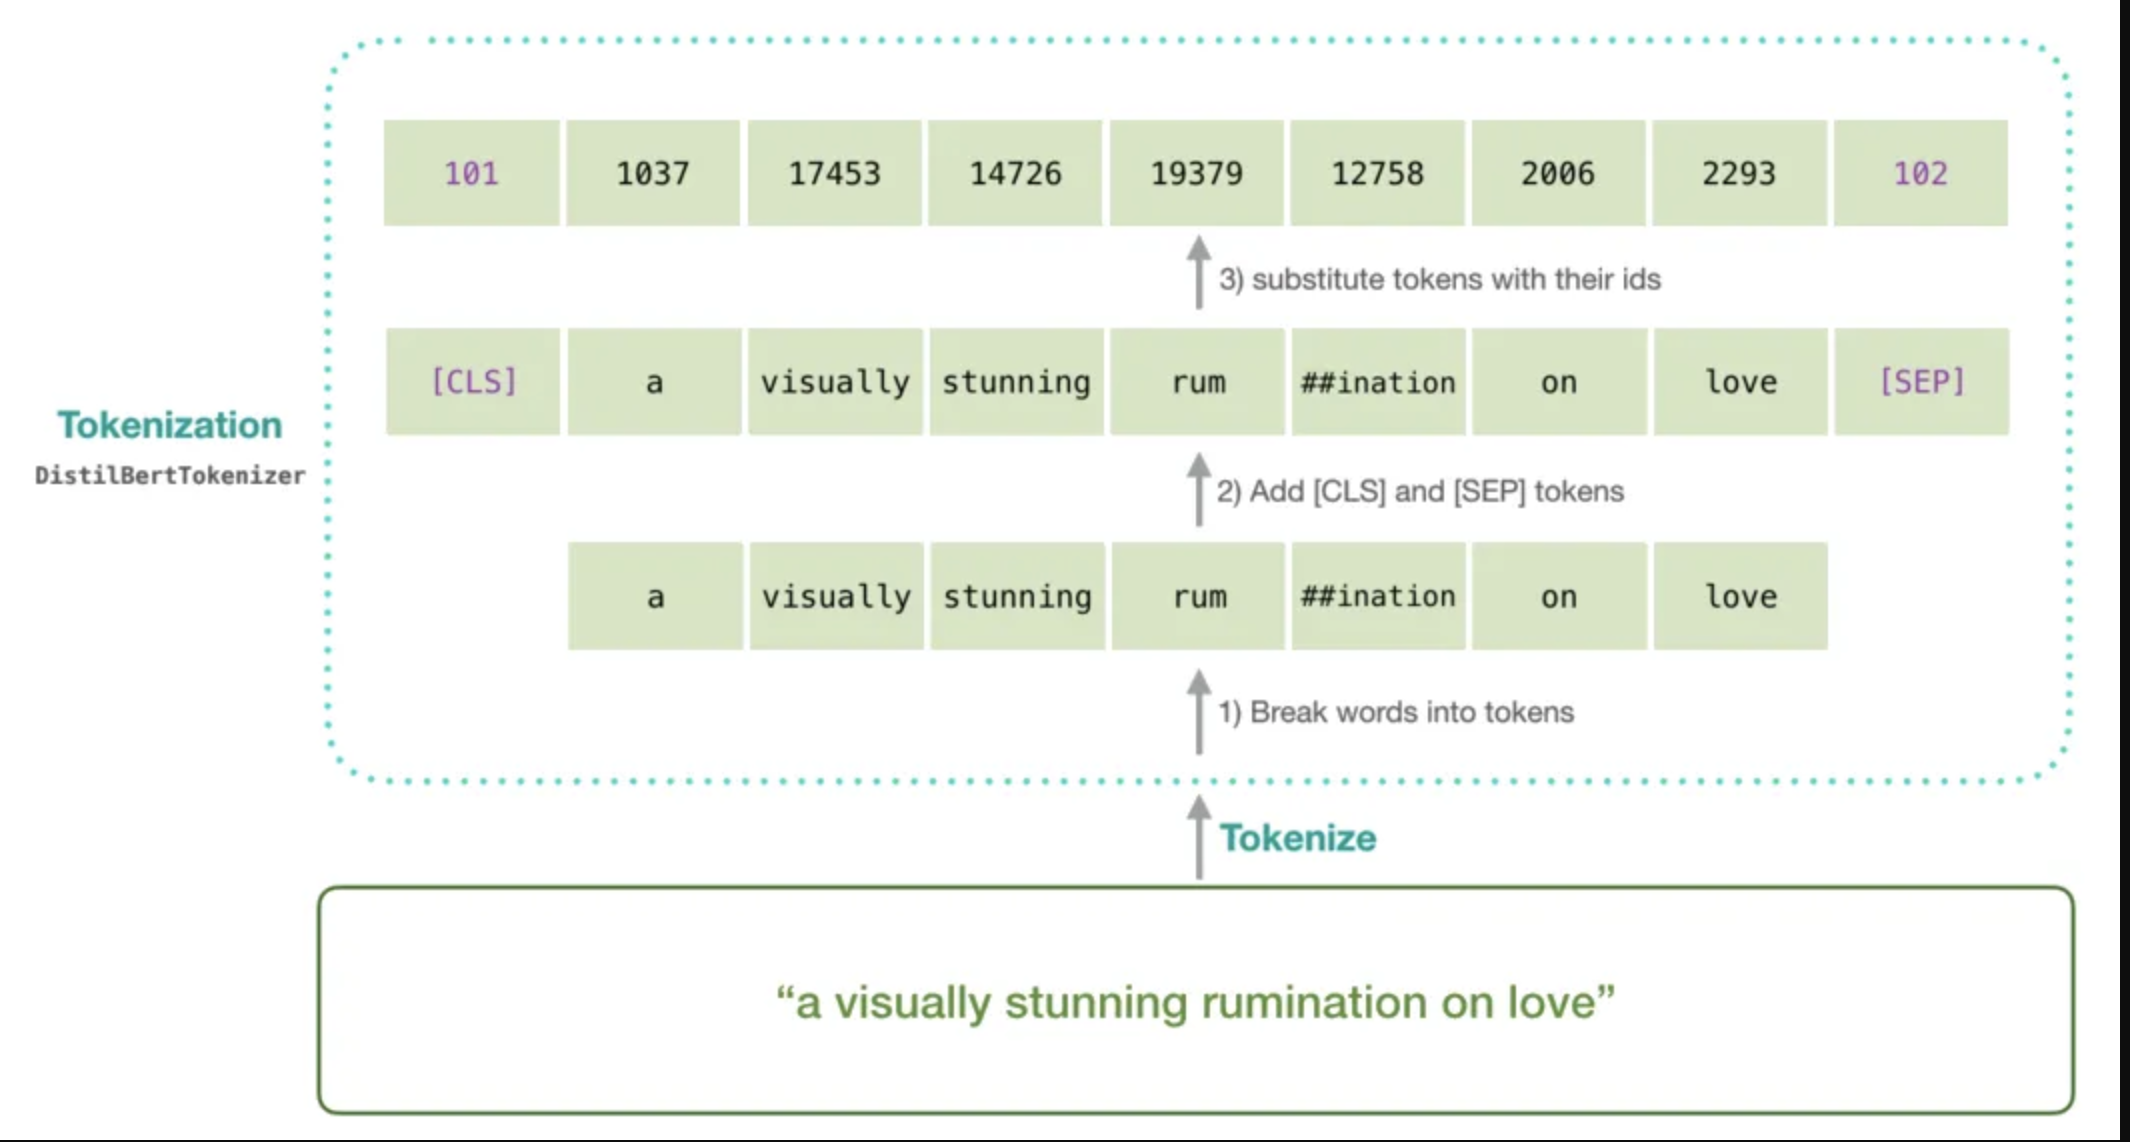 101 1037 17453 14726 19379 12758 2006 2293 102
3) substitute tokens with their ids
[CLS] a visually stunning rum ##ination on love [SEP]
Tokenization
DistilBertTokenizer
2) Add [CLS] and [SEP] tokens
a visually stunning rum ##ination on love
1) Break words into tokens
Tokenize
“a visually stunning rumination on love”